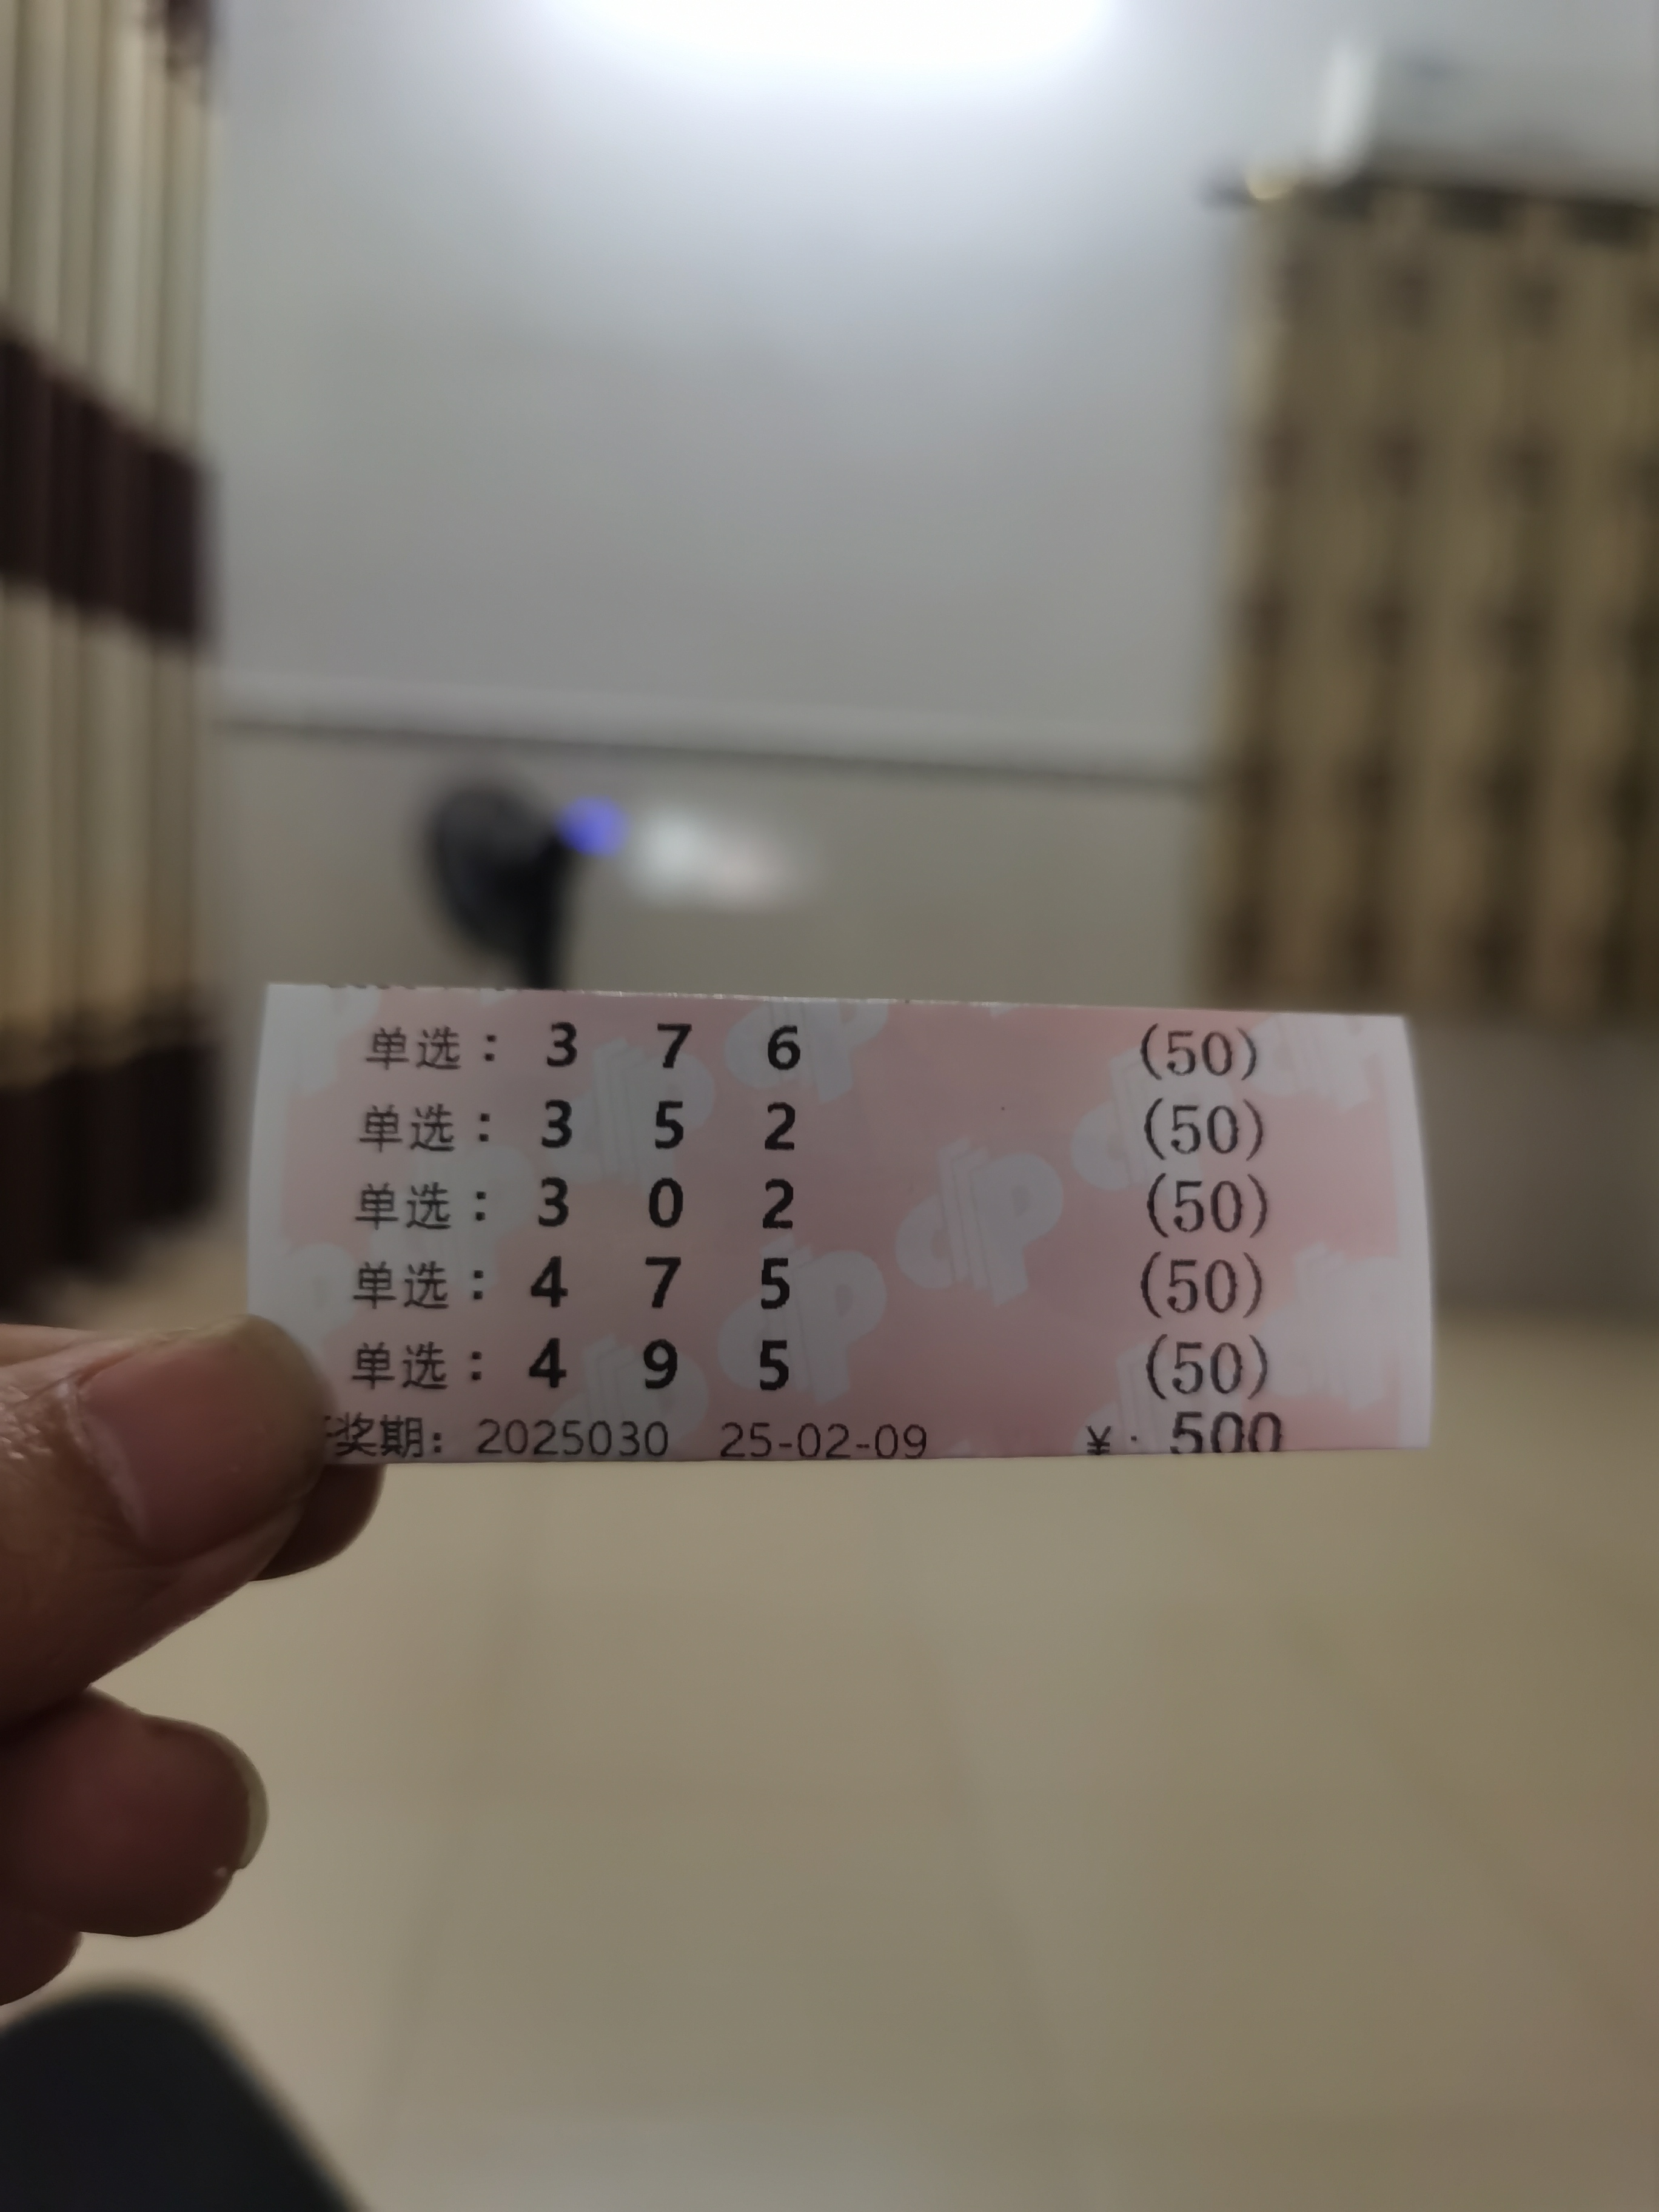 单选: 3 7 6 (50)
单选: 3 5 2 (50)
单选: 3 0 2 (50)
单选: 4 7 5 (50)
单选: 4 9 5 (50)
奖期: 2025030 25-02-09 ￥: 500